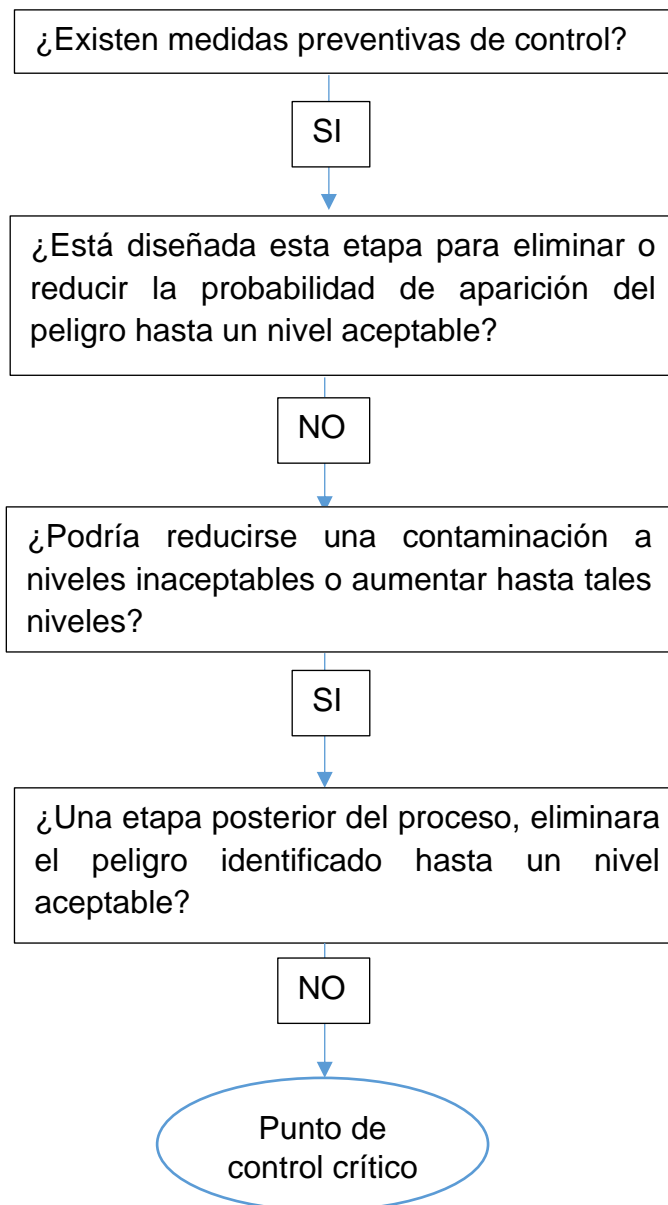 ¿Existen medidas preventivas de control?
SI
¿Está diseñada esta etapa para eliminar o
reducir la probabilidad de aparición del
peligro hasta un nivel aceptable?
NO
¿Podría reducirse una contaminación a
niveles inaceptables o aumentar hasta tales
niveles?
SI
¿Una etapa posterior del proceso, eliminara
el peligro identificado hasta un nivel
aceptable?
NO
Punto de
control crítico